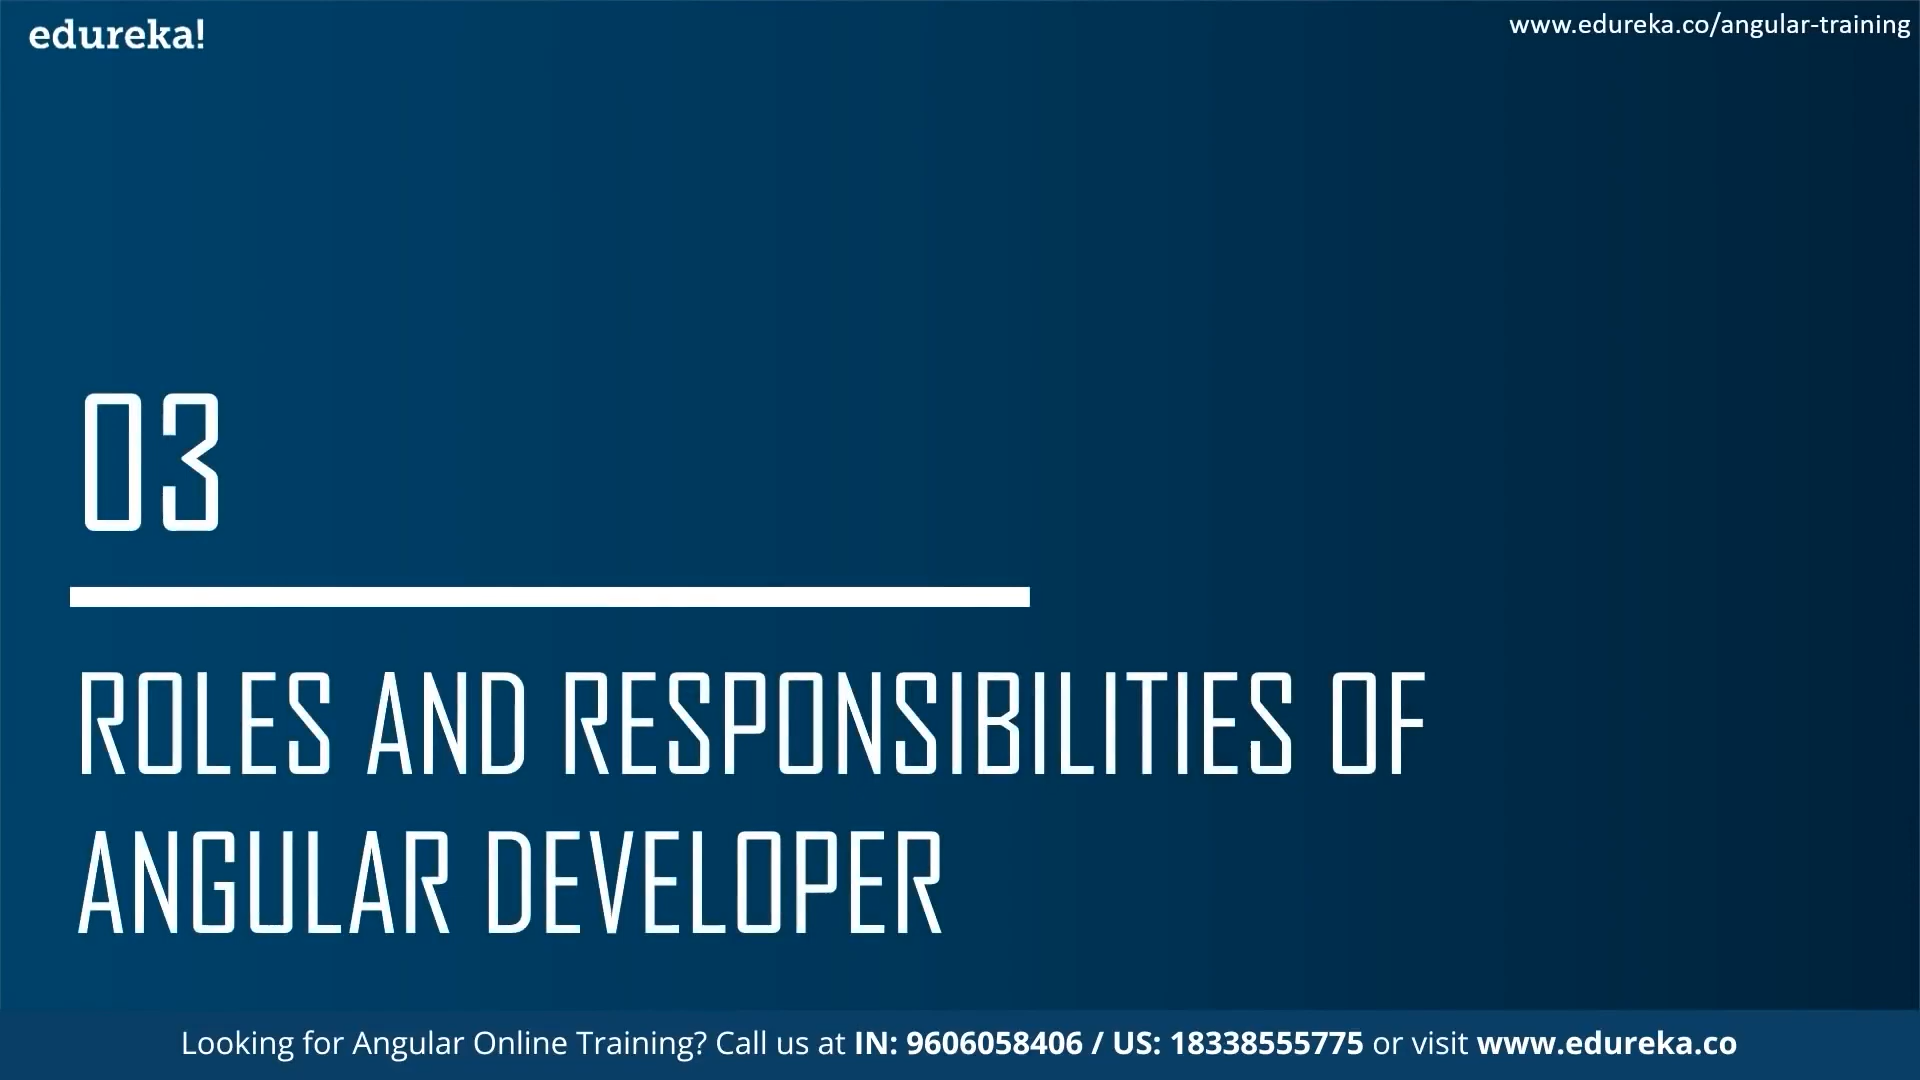 edureka!
www.edureka.co/angular-training
03
ROLES AND RESPONSIBILITIES OF
ANGULAR DEVELOPER
Looking for Angular Online Training? Call us at IN: 9606058406 / US: 18338555775 or visit www.edureka.co